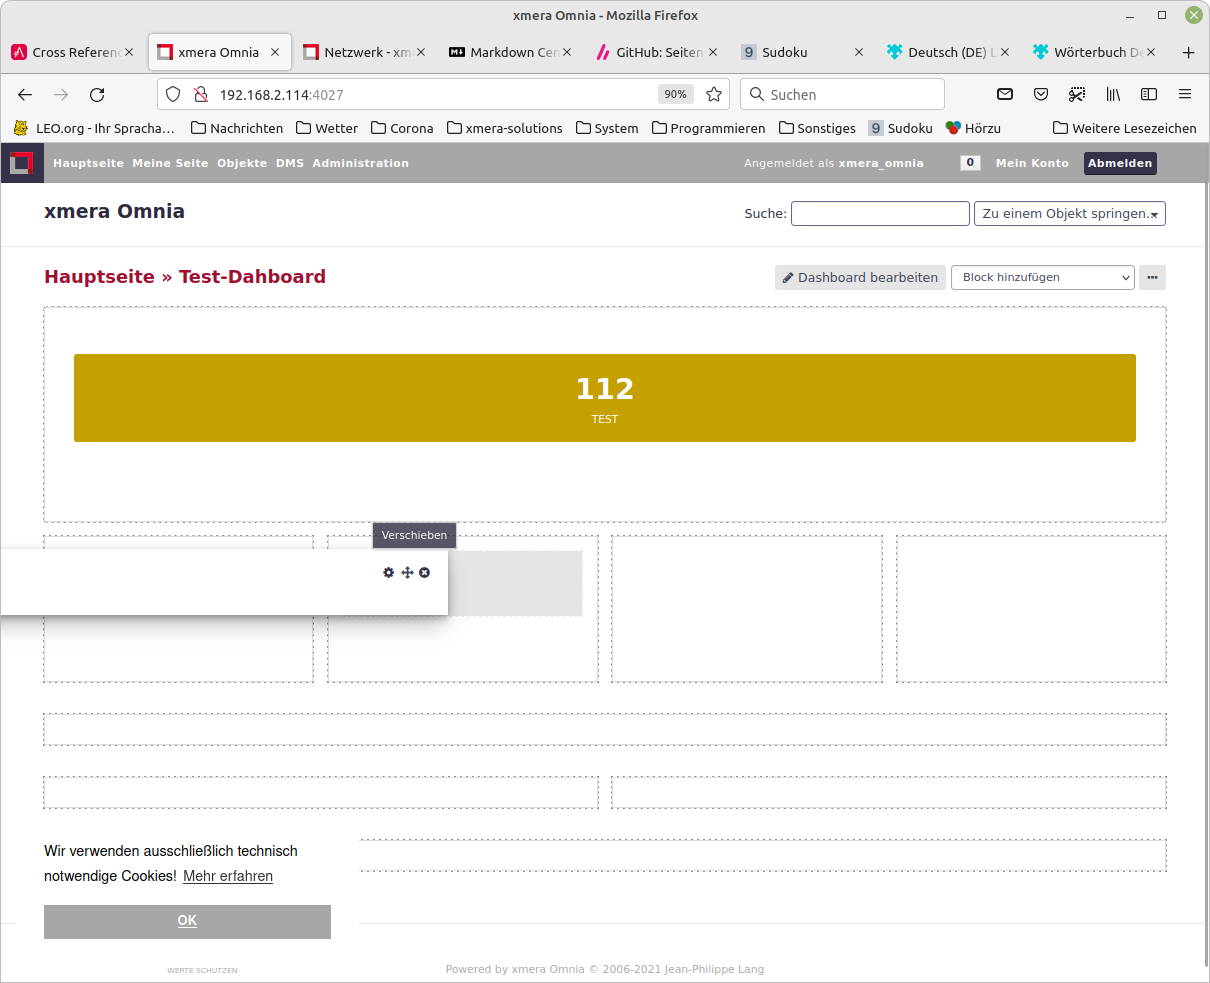 xmera Omnia - Mozilla Firefox
Cross Referenc
xmera Omnia
Netzwerk - xm
Markdown Cen
GitHub: Seiten
9 Sudoku
Deutsch (DE) L
Wörterbuch De
192.168.2.114:4027
90%
Suchen
LEO.org - Ihr Spracha…
Nachrichten
Wetter
Corona
xmera-solutions
System
Programmieren
Sonstiges
9 Sudoku
Hörzu
Weitere Lesezeichen
Hauptseite Meine Seite Objekte DMS Administration
Angemeldet als xmera_omnia
0
Mein Konto
Abmelden
xmera Omnia
Suche:
Zu einem Objekt springen...
Hauptseite » Test-Dahboard
Dashboard bearbeiten
Block hinzufügen
112
TEST
Verschieben
Wir verwenden ausschließlich technisch
notwendige Cookies! Mehr erfahren
OK
WERTE SCHÜTZEN
Powered by xmera Omnia © 2006-2021 Jean-Philippe Lang